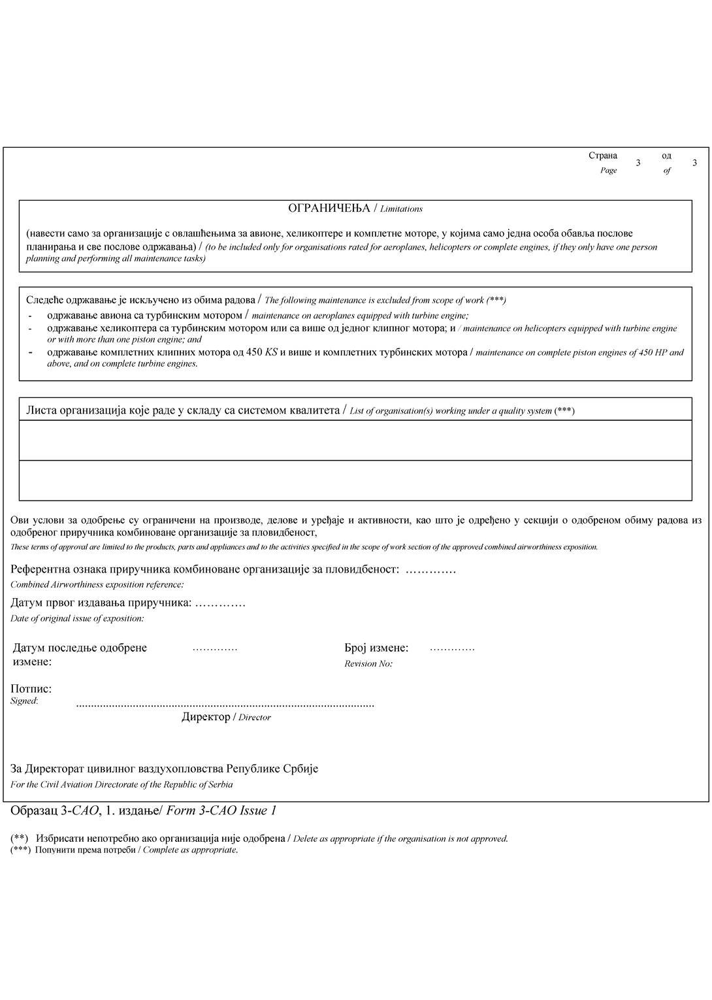 Страна 3 од 3
Page of
ОГРАНИЧЕЊА / Limitations
(навести само за организације с овлашћењима за авионе, хеликоптере и комплетне моторе, у којима само једна особа обавља послове
планирања и све послове одржавања) / (to be included only for organisations rated for aeroplanes, helicopters or complete engines, if they only have one person
planning and performing all maintenance tasks)
Следеће одржавање је искључено из обима радова / The following maintenance is excluded from scope of work (***)
- одржавање авиона са турбинским мотором / maintenance on aeroplanes equipped with turbine engine;
- одржавање хеликоптера са турбинским мотором или са више од једног клипног мотора; и / maintenance on helicopters equipped with turbine engine
or with more than one piston engine; and
- одржавање комплетних клипних мотора од 450 KS и више и комплетних турбинских мотора / maintenance on complete piston engines of 450 HP and
above, and on complete turbine engines.
Листа организација које раде у складу са системом квалитета / List of organisation(s) working under a quality system (***)
Ови услови за одобрење су ограничени на производе, делове и уређаје и активности, као што је одређено у секцији о одобреном обиму радова из
одобреног приручника комбиноване организације за пловидбеност,
These terms of approval are limited to the products, parts and appliances and to the activities specified in the scope of work section of the approved combined airworthiness exposition.
Референтна ознака приручника комбиноване организације за пловидбеност: ………….
Combined Airworthiness exposition reference:
Датум првог издавања приручника: ………….
Date of original issue of exposition:
Датум последње одобрене …………. Број измене: ………….
измене: Revision No:
Потпис:
Signed: ....................................................................................................
Директор / Director
За Директорат цивилног ваздухопловства Републике Србије
For the Civil Aviation Directorate of the Republic of Serbia
Образац 3-CAO, 1. издање/ Form 3-CAO Issue 1
(**) Избрисати непотребно ако организација није одобрена / Delete as appropriate if the organisation is not approved.
(***) Попунити према потреби / Complete as appropriate.